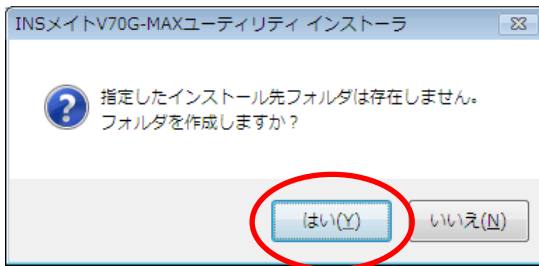 INSメイトV70G-MAXユーティリティ インストーラ
指定したインストール先フォルダは存在しません。
フォルダを作成しますか？
はい(Y)
いいえ(N)